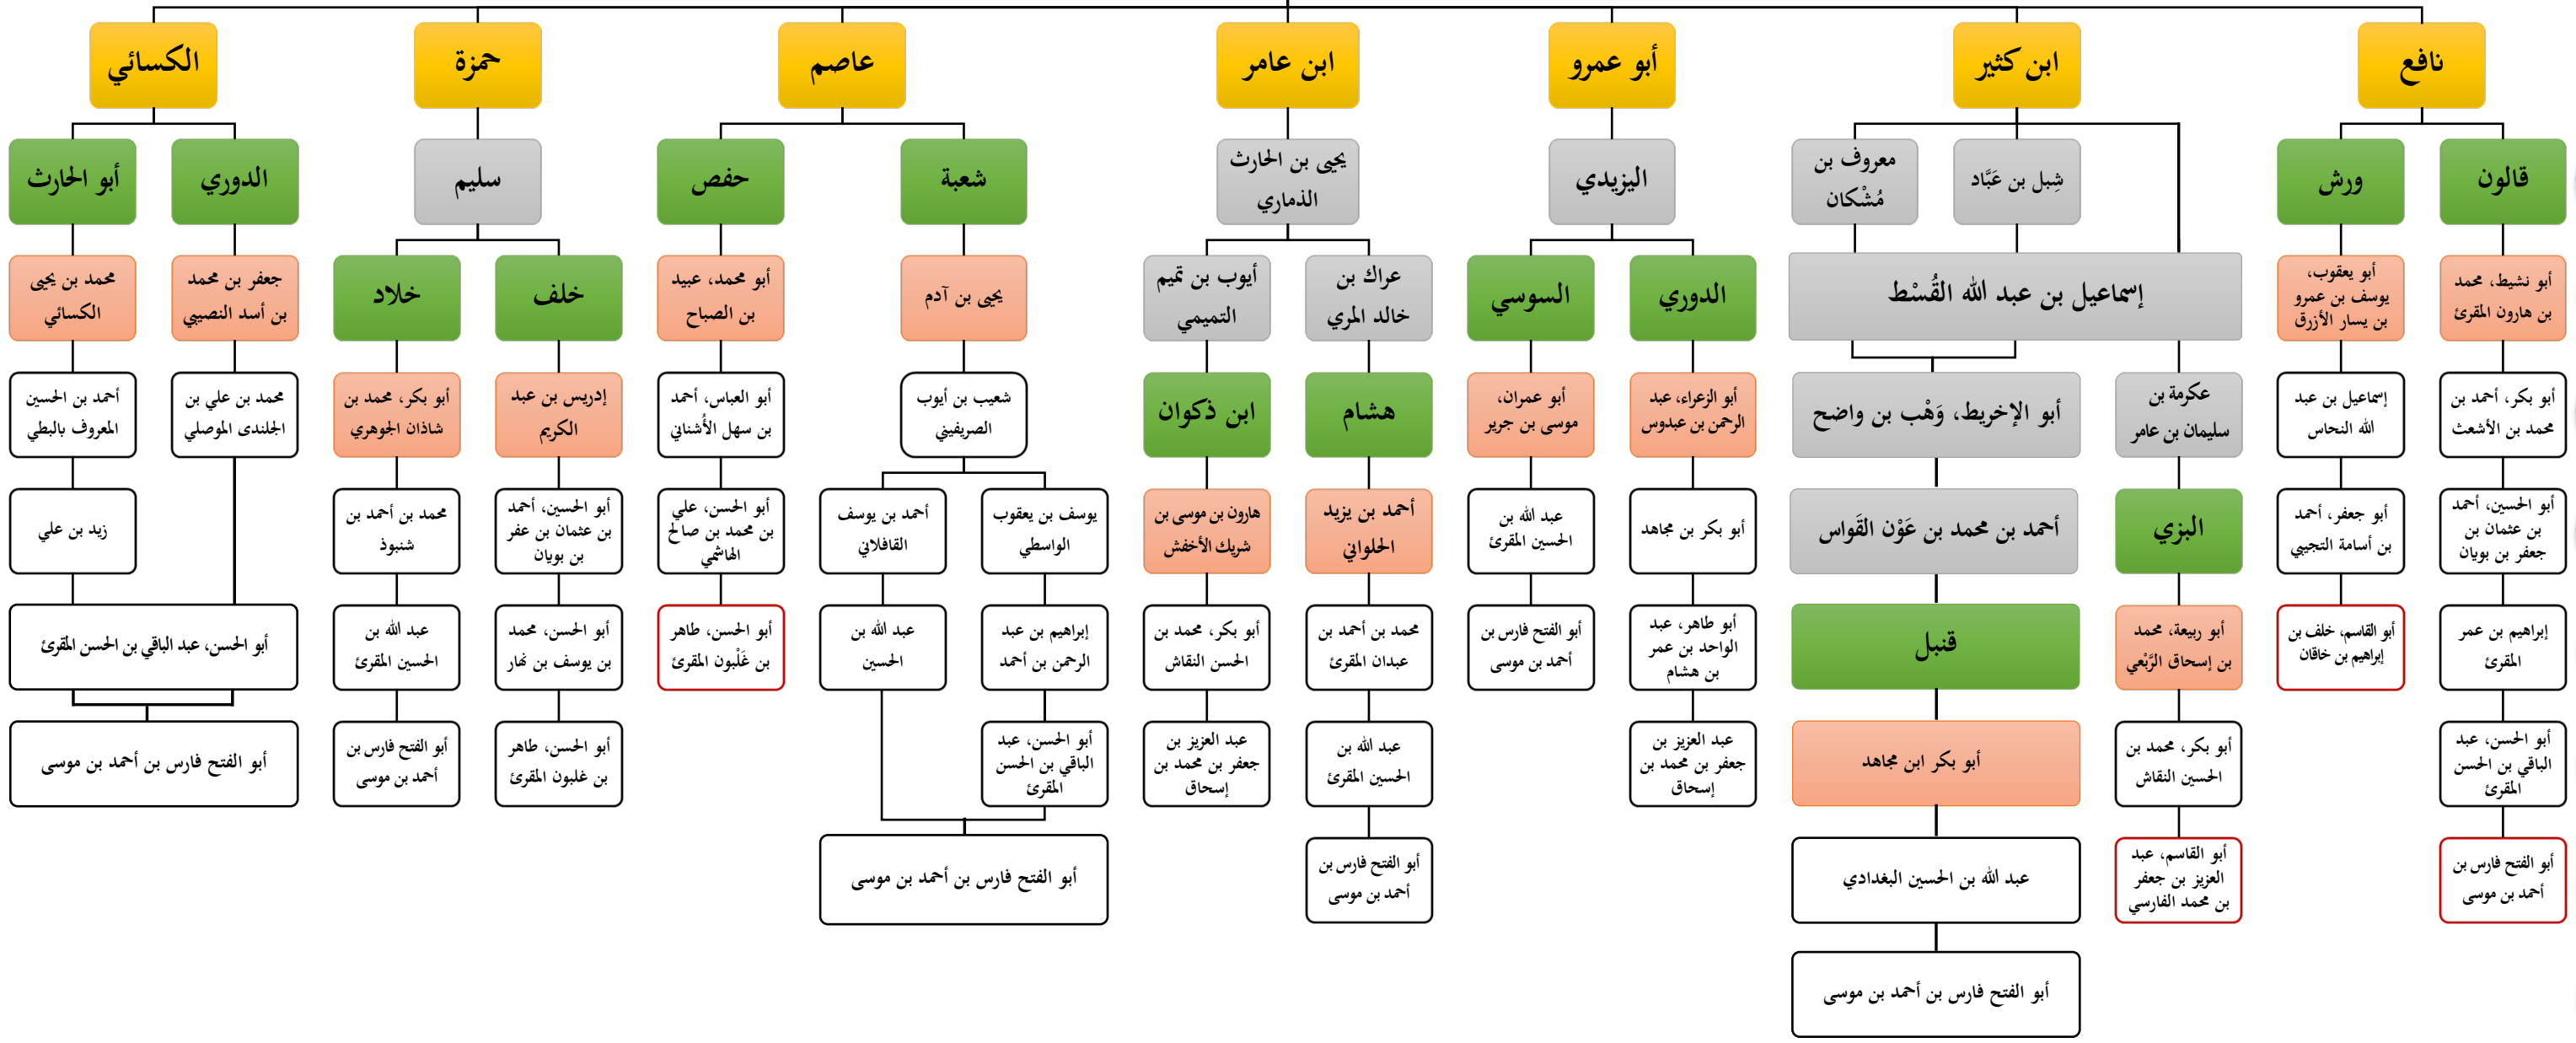 نافع
ابن كثير
أبو عمرو
ابن عامر
عاصم
حمزة
الكسائي
قالون
ورش
شِبل بن عَبَّاد
معروف بن
مُشْكان
اليزيدي
يحيى بن الحارث
الذماري
شعبة
حفص
سليم
الدوري
أبو الحارث
أبو نشيط، محمد
بن هارون المقرئ
أبو يعقوب،
يوسف بن عمرو
بن يسار الأزرق
إسماعيل بن عبد الله القُسْط
الدوري
السوسي
عراك بن
خالد المري
أيوب بن تميم
التميمي
يحيى بن آدم
أبو محمد، عبيد
بن الصباح
خلف
خلاد
جعفر بن محمد
بن أسد النصيبي
محمد بن يحيى
الكسائي
أبو بكر، أحمد بن
محمد بن الأشعث
إسماعيل بن عبد
الله النحاس
عكرمة بن
سليمان بن عامر
أبو الإخريط، وَهْب بن واضح
أبو الزعراء، عبد
الرحمن بن عبدوس
أبو عمران،
موسى بن جرير
هشام
ابن ذكوان
شعيب بن أيوب
الصريفيني
أبو العباس، أحمد
بن سهل الأُشناني
إدريس بن عبد
الكريم
أبو بكر، محمد بن
شاذان الجوهري
محمد بن علي بن
الجلندى الموصلي
أحمد بن الحسين
المعروف بالبطي
أبو الحسين، أحمد
بن عثمان بن
جعفر بن بويان
أبو جعفر، أحمد
بن أسامة التجيبي
البزي
أحمد بن محمد بن عَوْن القَواس
أبو بكر بن مجاهد
عبد الله بن
الحسين المقرئ
أحمد بن يزيد
الحلواني
هارون بن موسى بن
شريك الأخفش
يوسف بن يعقوب
الواسطي
أحمد بن يوسف
القافلاني
أبو الحسن، علي
بن محمد بن صالح
الهاشمي
أبو الحسين، أحمد
بن عثمان بن عفر
بن بويان
محمد بن أحمد بن
شنبوذ
زيد بن علي
إبراهيم بن عمر
المقرئ
أبو القاسم، خلف بن
إبراهيم بن خاقان
أبو ربيعة، محمد
بن إسحاق الرَّبْعي
قنبل
أبو طاهر، عبد
الواحد بن عمر
بن هشام
أبو الفتح فارس بن
أحمد بن موسى
محمد بن أحمد بن
عبدان المقرئ
أبو بكر، محمد بن
الحسن النقاش
إبراهيم بن عبد
الرحمن بن أحمد
عبد الله بن
الحسين
أبو الحسن، طاهر
بن غَلْبون المقرئ
أبو الحسن، محمد
بن يوسف بن نهار
عبد الله بن
الحسين المقرئ
أبو الحسن، عبد الباقي بن الحسن المقرئ
أبو الحسن، عبد
الباقي بن الحسن
المقرئ
أبو بكر، محمد بن
الحسين النقاش
أبو بكر ابن مجاهد
عبد العزيز بن
جعفر بن محمد بن
إسحاق
عبد الله بن
الحسين المقرئ
عبد العزيز بن
جعفر بن محمد بن
إسحاق
أبو الحسن، عبد
الباقي بن الحسن
المقرئ
أبو الحسن، طاهر
بن غلبون المقرئ
أبو الفتح فارس بن
أحمد بن موسى
أبو الفتح فارس بن أحمد بن موسى
أبو الفتح فارس بن
أحمد بن موسى
أبو القاسم، عبد
العزيز بن جعفر
بن محمد الفارسي
عبد الله بن الحسين البغدادي
أبو الفتح فارس بن
أحمد بن موسى
أبو الفتح فارس بن أحمد بن موسى
أبو الفتح فارس بن أحمد بن موسى